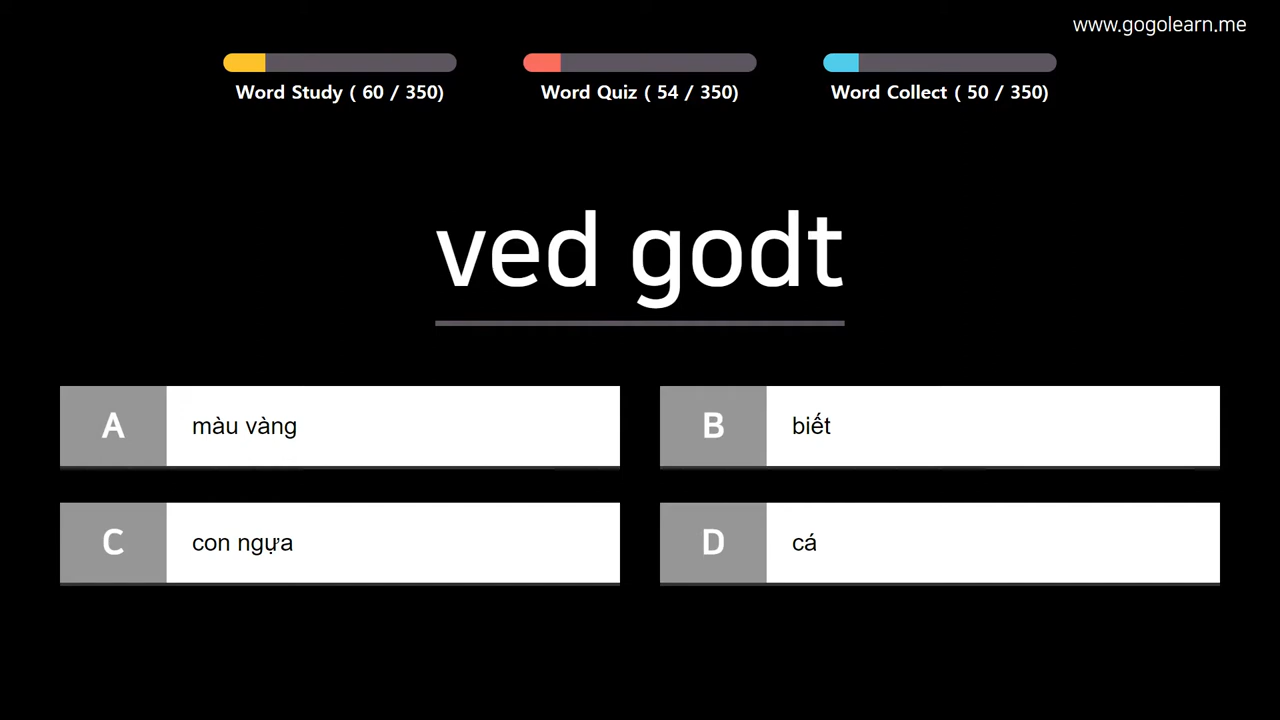 www.gogolearn.me
Word Study ( 60 / 350)
Word Quiz ( 54 / 350)
Word Collect ( 50 / 350)
ved godt
A màu vàng
B biết
C con ngựa
D cá